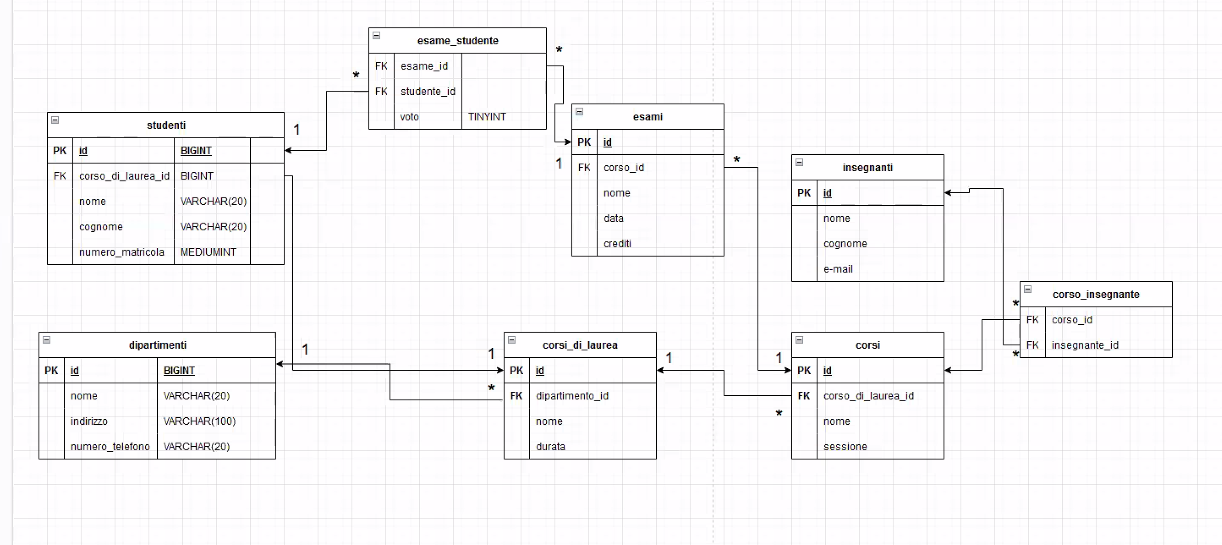 esame_studente
FK esame_id
FK studente_id
voto TINYINT
*
*
studenti
PK id BIGINT
FK corso_di_laurea_id BIGINT
nome VARCHAR(20)
cognome VARCHAR(20)
numero_matricola MEDIUMINT
1
esami
PK id
FK corso_id
nome
data
crediti
1
*
insegnanti
PK id
nome
cognome
e-mail
corso_insegnante
FK corso_id
FK insegnante_id
*
*
dipartimenti
PK id BIGINT
nome VARCHAR(20)
indirizzo VARCHAR(100)
numero_telefono VARCHAR(20)
1
1
*
corsi_di_laurea
PK id
FK dipartimento_id
nome
durata
1
1
*
corsi
PK id
FK corso_di_laurea_id
nome
sessione